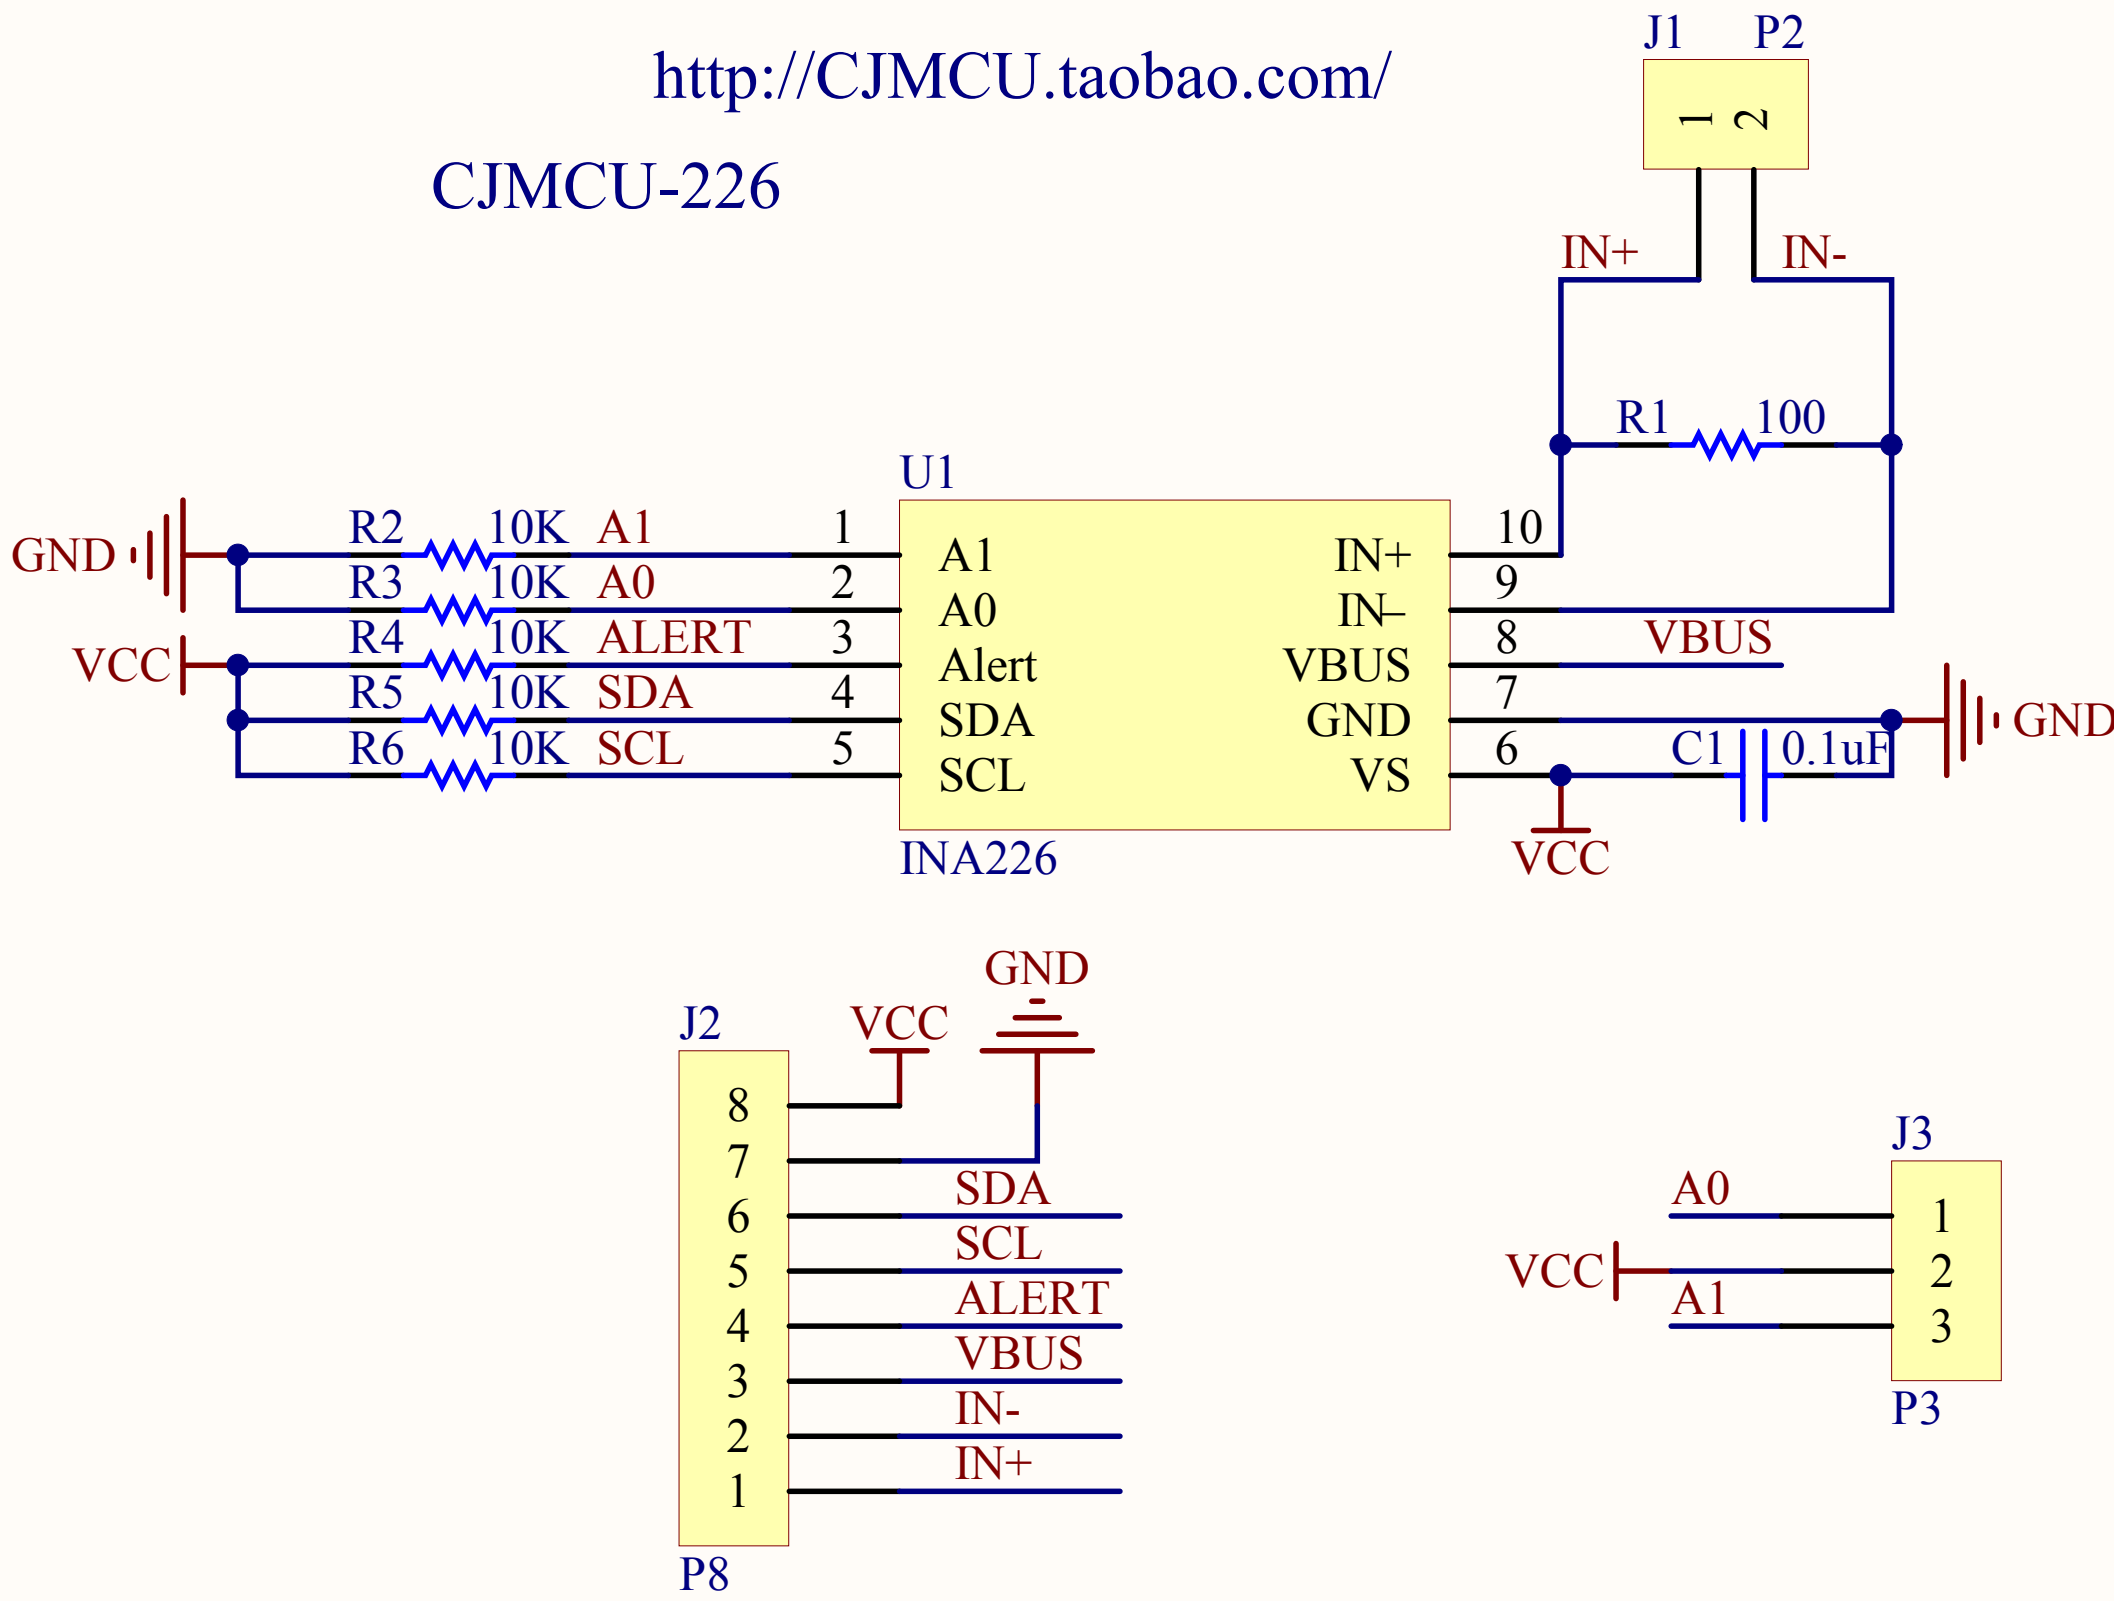 J1 P2
http://CJMCU.taobao.com/
1 2
CJMCU-226
IN+ IN-
R1 100
U1
R2 10K A1 1 10
GND A1 IN+
R3 10K A0 2 9
A0 IN-
R4 10K ALERT 3 8 VBUS
VCC Alert VBUS
R5 10K SDA 4 7
SDA GND GND
R6 10K SCL 5 6 C1 0.1uF
SCL VS
INA226 VCC
GND
J2 VCC
8
7
SDA
6
SCL
5
ALERT
4
VBUS
3
IN-
2
IN+
1
P8
J3
A0
1
VCC 2
A1
3
P3